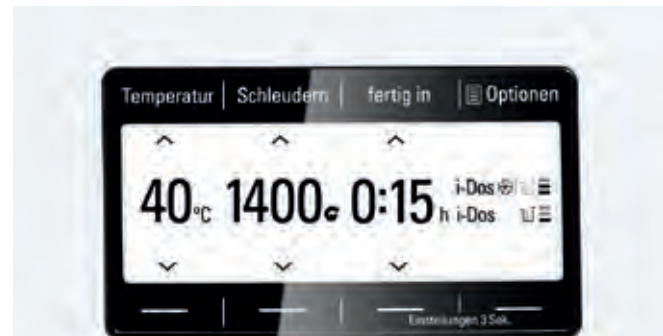 Temperatur Schleudern fertig in Optionen
40°C 1400 0:15 h i-Dos
i-Dos
Einstellungen 3 Sek.